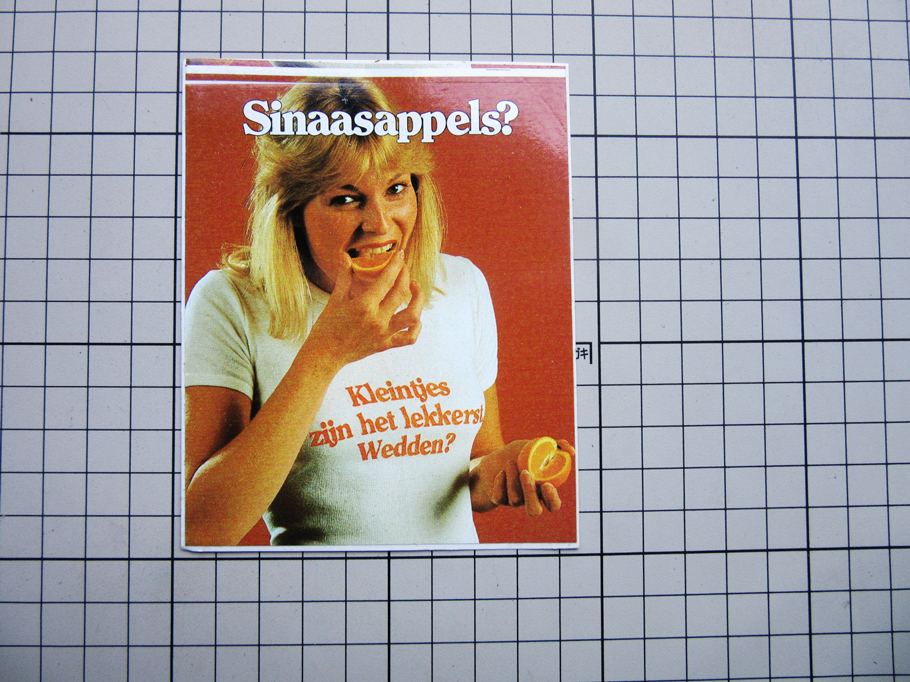 Sinaasappels?
Kleintjes
zijn het lekkerst
Wedden?